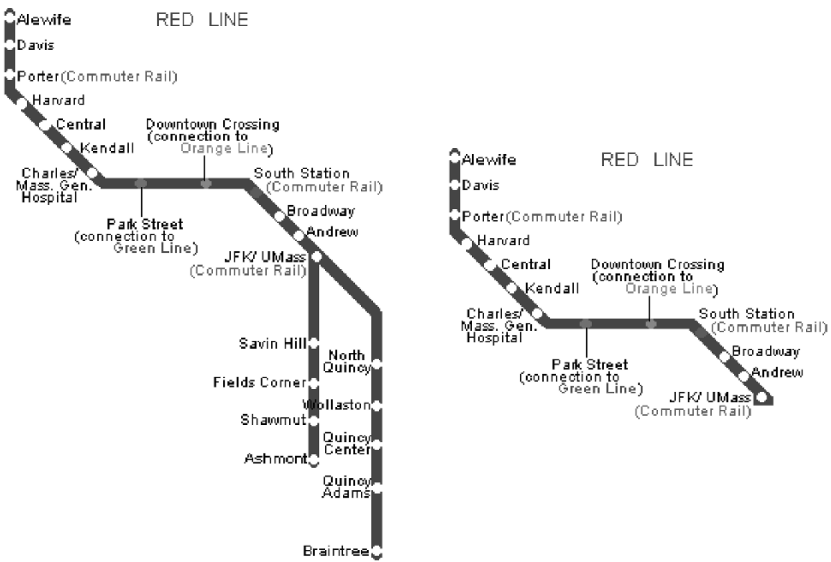 RED LINE
Alewife
Davis
Porter (Commuter Rail)
Harvard
Central
Kendall
Charles/
Mass. Gen.
Hospital
Downtown Crossing
(connection to
Orange Line)
Park Street
(connection to
Green Line)
South Station
(Commuter Rail)
Broadway
Andrew
JFK/ UMass
(Commuter Rail)
Savin Hill
Fields Corner
Shawmut
Ashmont
North
Quincy
Wollaston
Quincy
Center
Quincy
Adams
Braintree
RED LINE
Alewife
Davis
Porter (Commuter Rail)
Harvard
Central
Kendall
Charles/
Mass. Gen.
Hospital
Downtown Crossing
(connection to
Orange Line)
Park Street
(connection to
Green Line)
South Station
(Commuter Rail)
Broadway
Andrew
JFK/ UMass
(Commuter Rail)